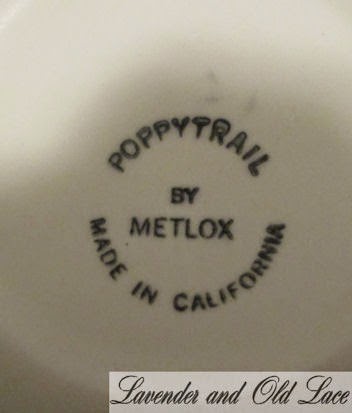 POPPYTRAIL
BY
METLOX
MADE IN CALIFORNIA
Lavender and Old Lace